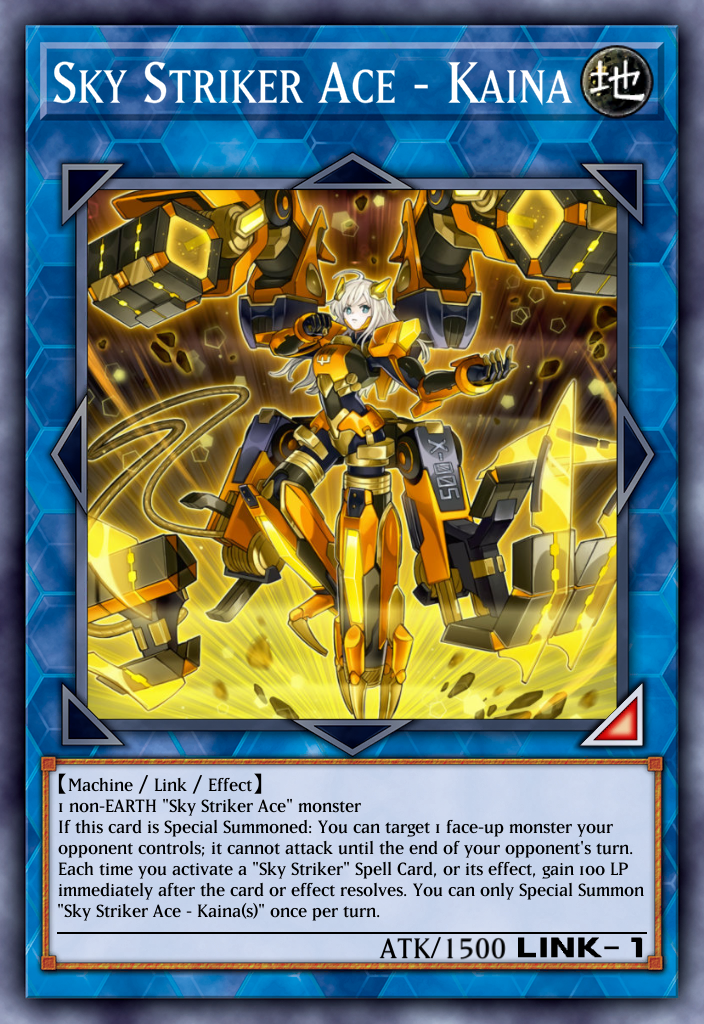 Sky Striker Ace - Kaina
地
X-005
【Machine / Link / Effect】
1 non-EARTH "Sky Striker Ace" monster
If this card is Special Summoned: You can target 1 face-up monster your
opponent controls; it cannot attack until the end of your opponent's turn.
Each time you activate a "Sky Striker" Spell Card, or its effect, gain 100 LP
immediately after the card or effect resolves. You can only Special Summon
"Sky Striker Ace - Kaina(s)" once per turn.
ATK/1500 LINK-1